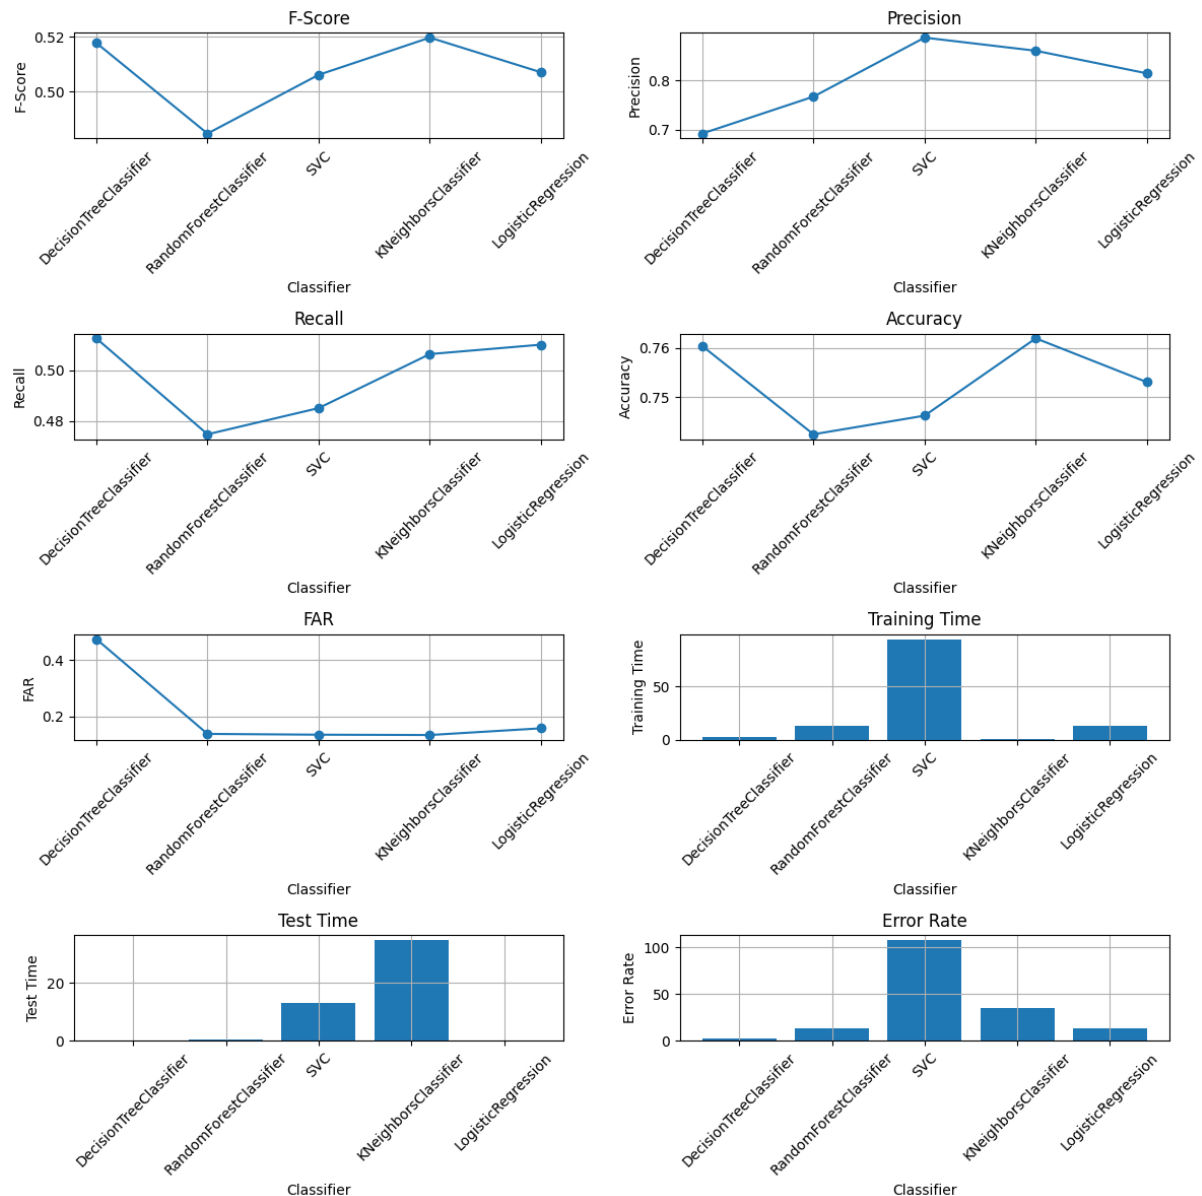 F-Score
F-Score
0.52
0.50
DecisionTreeClassifier
RandomForestClassifier
SVC
KNeighborsClassifier
LogisticRegression
Classifier
Precision
Precision
0.8
0.7
DecisionTreeClassifier
RandomForestClassifier
SVC
KNeighborsClassifier
LogisticRegression
Classifier
Recall
Recall
0.50
0.48
DecisionTreeClassifier
RandomForestClassifier
SVC
KNeighborsClassifier
LogisticRegression
Classifier
Accuracy
Accuracy
0.76
0.75
DecisionTreeClassifier
RandomForestClassifier
SVC
KNeighborsClassifier
LogisticRegression
Classifier
FAR
FAR
0.4
0.2
DecisionTreeClassifier
RandomForestClassifier
SVC
KNeighborsClassifier
LogisticRegression
Classifier
Training Time
Training Time
50
0
DecisionTreeClassifier
RandomForestClassifier
SVC
KNeighborsClassifier
LogisticRegression
Classifier
Test Time
Test Time
20
0
DecisionTreeClassifier
RandomForestClassifier
SVC
KNeighborsClassifier
LogisticRegression
Classifier
Error Rate
Error Rate
100
50
0
DecisionTreeClassifier
RandomForestClassifier
SVC
KNeighborsClassifier
LogisticRegression
Classifier